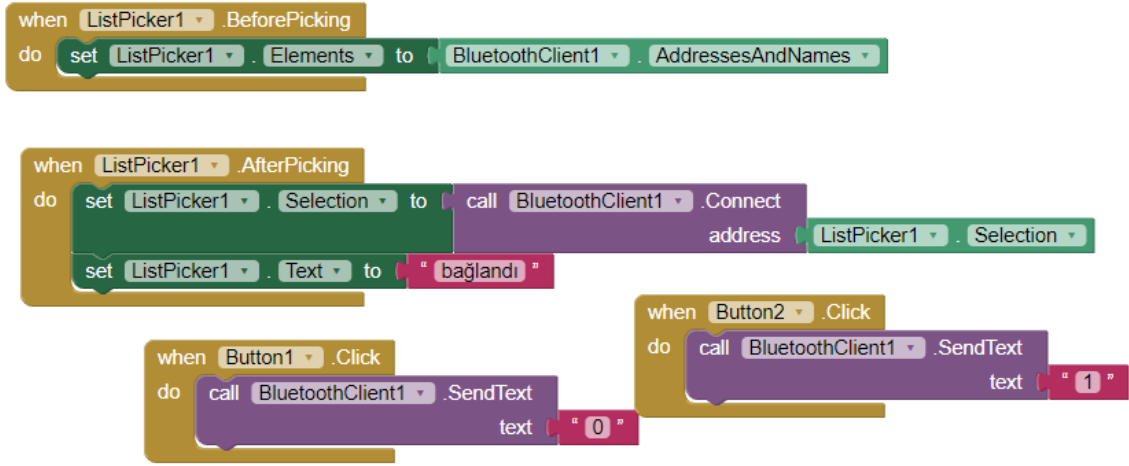 when ListPicker1 .BeforePicking
do set ListPicker1 . Elements to BluetoothClient1 . AddressesAndNames
when ListPicker1 .AfterPicking
do set ListPicker1 . Selection to call BluetoothClient1 .Connect
address ListPicker1 . Selection
set ListPicker1 . Text to “ bağlandı ”
when Button1 .Click
do call BluetoothClient1 .SendText
text “ 0 ”
when Button2 .Click
do call BluetoothClient1 .SendText
text “ 1 ”